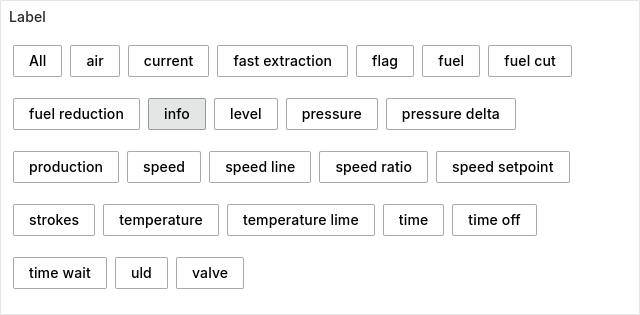 Label
All air current fast extraction flag fuel fuel cut
fuel reduction info level pressure pressure delta
production speed speed line speed ratio speed setpoint
strokes temperature temperature lime time time off
time wait uld valve